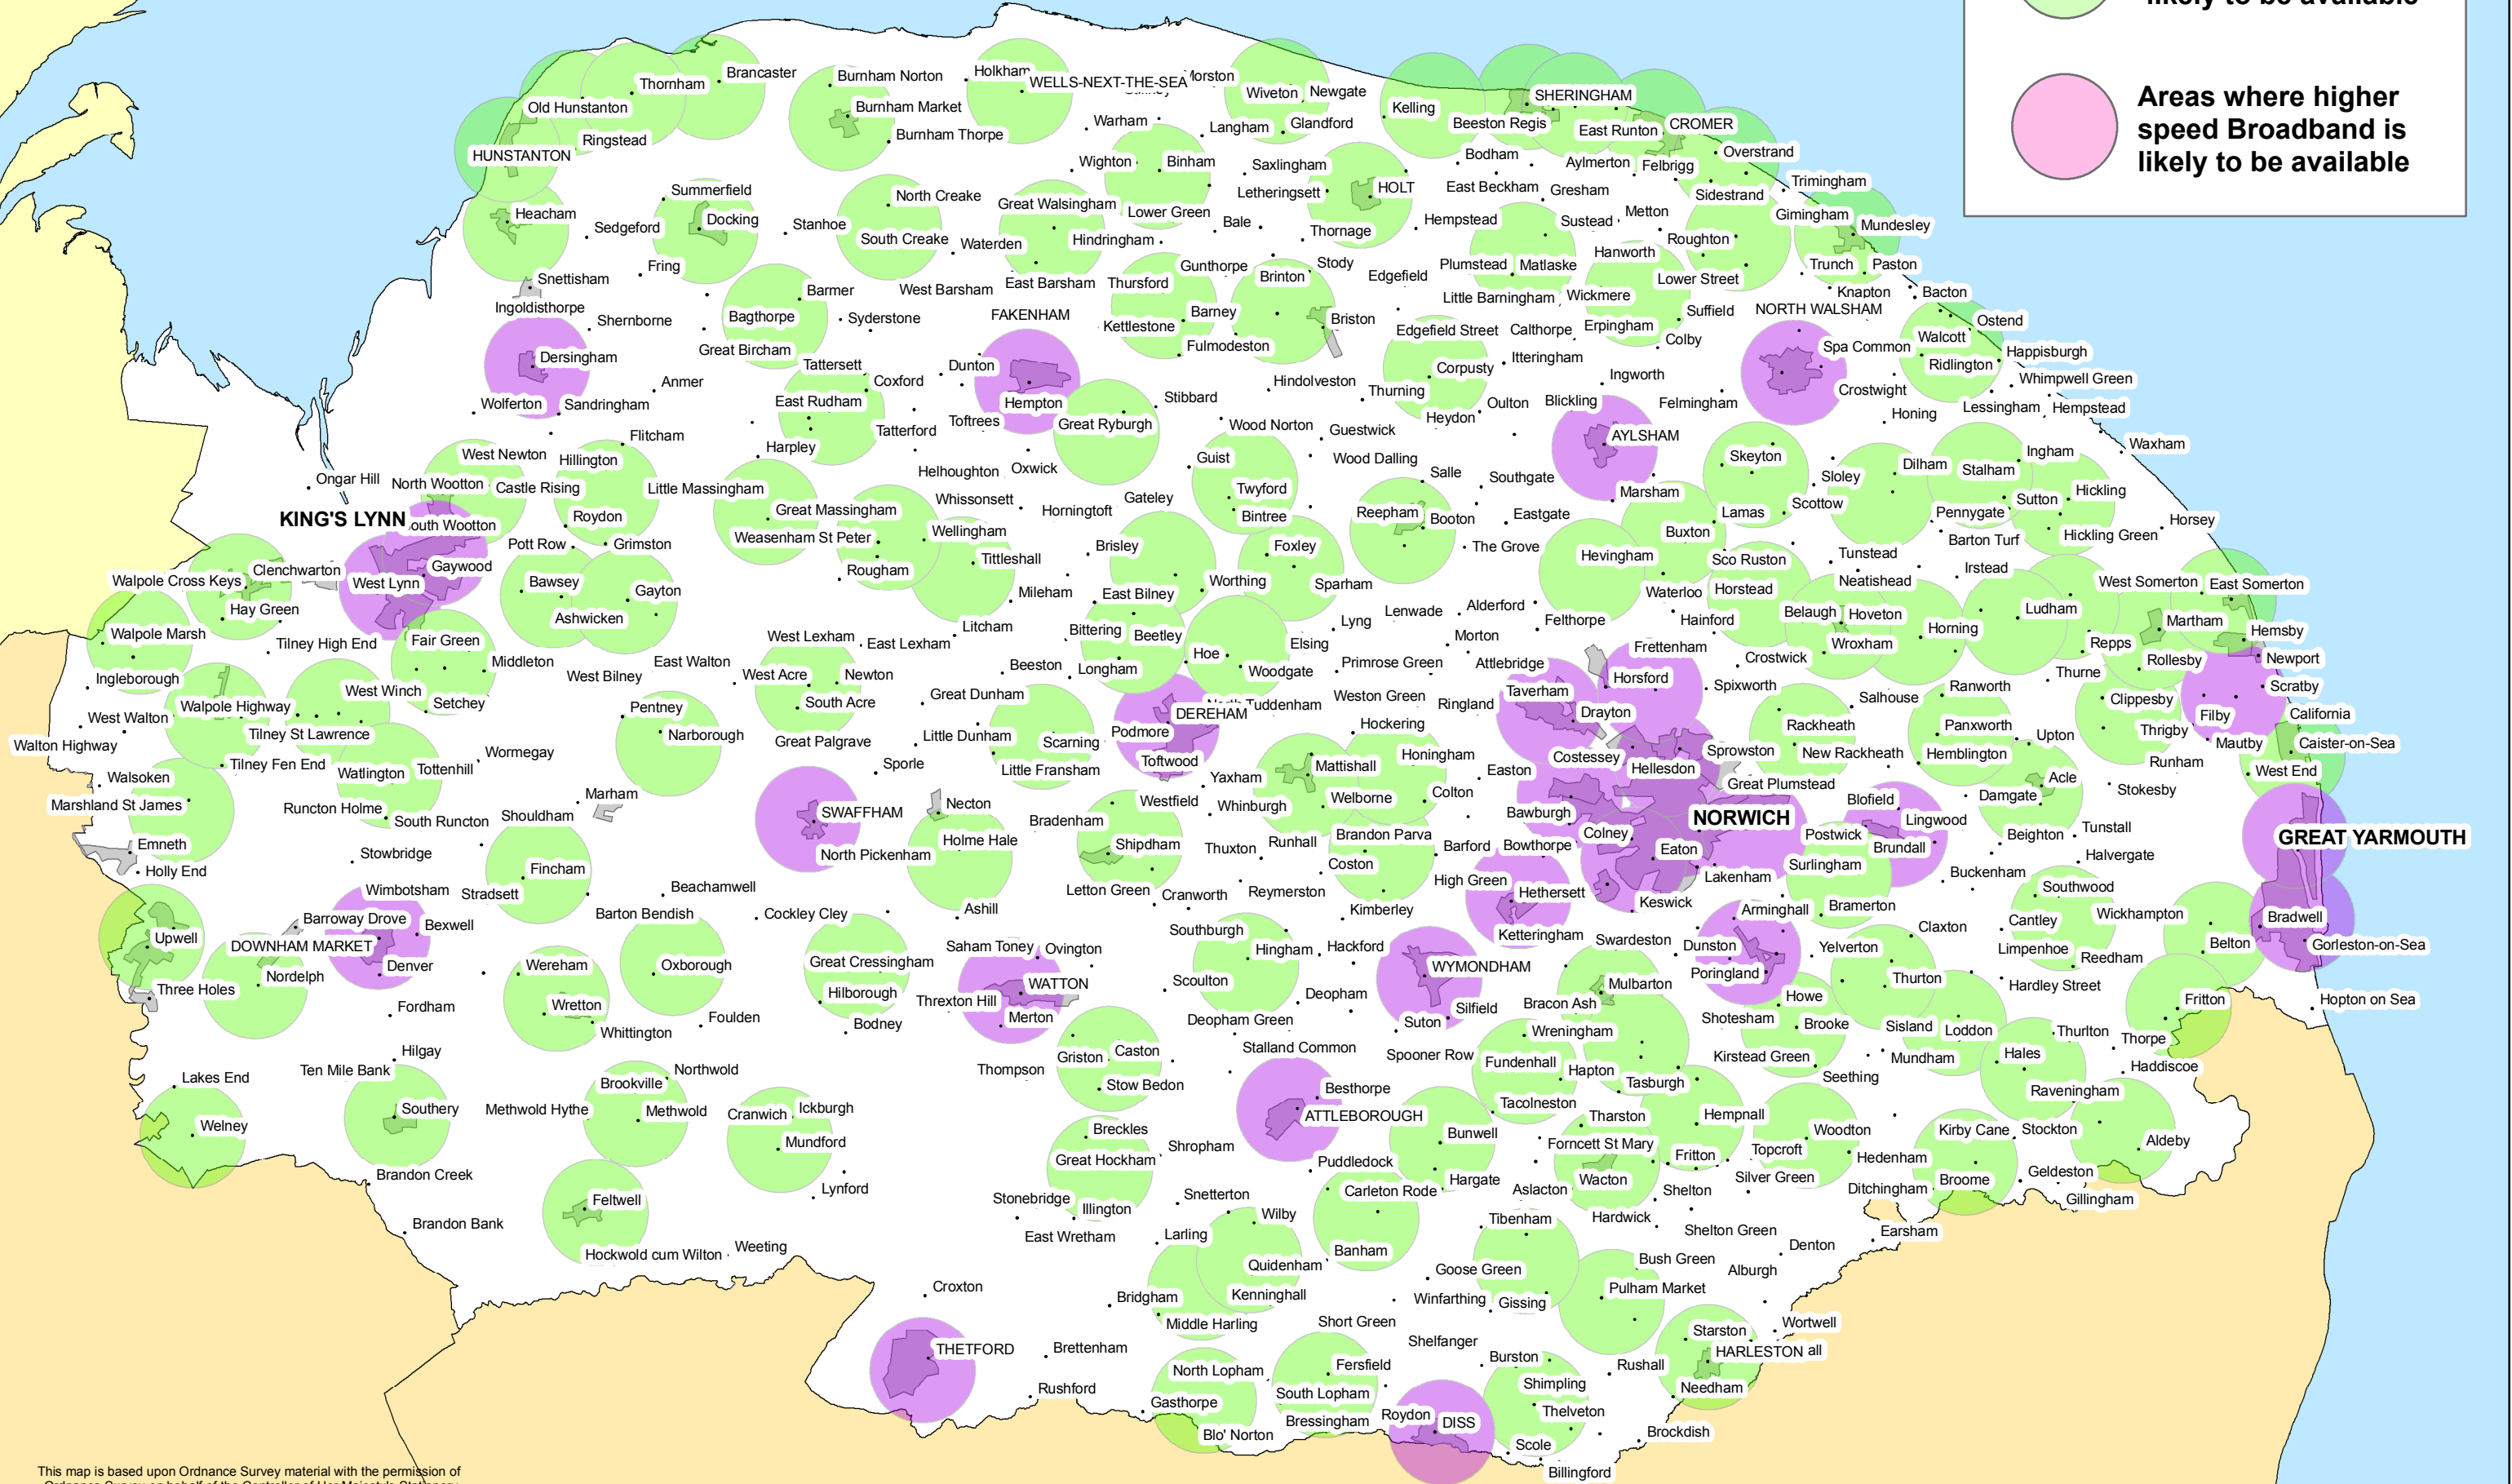 likely to be available
Areas where higher
speed Broadband is
likely to be available
Brancaster
Thornham
Old Hunstanton
Ringstead
HUNSTANTON
Burnham Norton
Burnham Market
Burnham Thorpe
Holkham
WELLS-NEXT-THE-SEA
Morston
Wiveton
Newgate
Glandford
Langham
Warham
Wighton
Binham
Saxlingham
Letheringsett
HOLT
Kelling
SHERINGHAM
Beeston Regis
East Runton
CROMER
Overstrand
Bodham
Aylmerton
Felbrigg
East Beckham
Gresham
Sidestrand
Trimingham
Gimingham
Mundesley
Summerfield
Docking
Heacham
Sedgeford
Stanhoe
North Creake
South Creake
Great Walsingham
Lower Green
Waterden
Hindringham
Bale
Thornage
Hempstead
Sustead
Metton
Roughton
Hanworth
Trunch
Paston
Snettisham
Fring
Ingoldisthorpe
Shernborne
Barmer
Bagthorpe
Syderstone
West Barsham
East Barsham
Thursford
Gunthorpe
Brinton
Stody
Edgefield
Plumstead
Matlaske
Little Barningham
Wickmere
Lower Street
Knapton
Bacton
FAKENHAM
Kettlestone
Barney
Fulmodeston
Briston
Edgefield Street
Calthorpe
Erpingham
Suffield
Colby
NORTH WALSHAM
Spa Common
Walcott
Ostend
Ridlington
Happisburgh
Whimpwell Green
Dersingham
Great Bircham
Tattersett
Coxford
Dunton
Anmer
Wolferton
Sandringham
East Rudham
Hempton
Toftrees
Tatterford
Great Ryburgh
Stibbard
Hindolveston
Thurning
Corpusty
Itteringham
Ingworth
Heydon
Oulton
Blickling
Felmingham
Crostwight
Honing
Lessingham
Hempstead
Waxham
Flitcham
Harpley
Wood Norton
Guestwick
AYLSHAM
West Newton
Hillington
Ongar Hill
North Wootton
Castle Rising
Little Massingham
Helhoughton
Oxwick
Guist
Wood Dalling
Salle
Southgate
Marsham
Skeyton
Sloley
Dilham
Stalham
Ingham
KING'S LYNN
South Wootton
Roydon
Great Massingham
Whissonsett
Horningtoft
Gateley
Twyford
Bintree
Reepham
Booton
Eastgate
Buxton
Lamas
Scottow
Pennygate
Sutton
Hickling
Horsey
Pott Row
Grimston
Weasenham St Peter
Wellingham
Tittleshall
Brisley
Foxley
The Grove
Hevingham
Sco Ruston
Tunstead
Barton Turf
Hickling Green
Walpole Cross Keys
Clenchwarton
Gaywood
West Lynn
Bawsey
Gayton
Rougham
Mileham
East Bilney
Worthing
Sparham
Waterloo
Horstead
Neatishead
Irstead
West Somerton
East Somerton
Hay Green
Ashwicken
Lenwade
Alderford
Felthorpe
Hainford
Belaugh
Hoveton
Ludham
Martham
Hemsby
Walpole Marsh
Tilney High End
Fair Green
Middleton
West Lexham
East Lexham
Litcham
Bittering
Beetley
Elsing
Lyng
Morton
Frettenham
Crostwick
Wroxham
Horning
Repps
Rollesby
Newport
Ingleborough
West Winch
Setchey
West Bilney
East Walton
West Acre
Newton
Beeston
Longham
Hoe
Woodgate
Primrose Green
Attlebridge
Taverham
Horsford
Spixworth
Salhouse
Ranworth
Thurne
Clippesby
Scratby
Walpole Highway
West Walton
Tilney St Lawrence
Pentney
South Acre
Great Dunham
North Tuddenham
Weston Green
Ringland
Drayton
Rackheath
Panxworth
Filby
California
Walton Highway
Tilney Fen End
Watlington
Tottenhill
Wormegay
Narborough
Great Palgrave
Little Dunham
Scarning
DEREHAM
Podmore
Hockering
Honingham
Costessey
Hellesdon
Sprowston
New Rackheath
Hemblington
Upton
Thrigby
Mautby
Caister-on-Sea
Walsoken
Little Fransham
Toftwood
Yaxham
Mattishall
Easton
Great Plumstead
Acle
Runham
West End
Marshland St James
Runcton Holme
South Runcton
Marham
Shouldham
Sporle
SWAFFHAM
Necton
Westfield
Whinburgh
Welborne
Colton
Bawburgh
NORWICH
Blofield
Lingwood
Damgate
Stokesby
Emneth
Holly End
Stowbridge
Fincham
North Pickenham
Holme Hale
Bradenham
Shipdham
Thuxton
Runhall
Brandon Parva
Coston
Barford
Bowthorpe
Colney
Eaton
Postwick
Brundall
Surlingham
Beighton
Tunstall
Halvergate
GREAT YARMOUTH
Wimbotsham
Stradsett
Beachamwell
Letton Green
Cranworth
Reymerston
High Green
Hethersett
Lakenham
Buckenham
Southwood
Barroway Drove
Bexwell
Barton Bendish
Cockley Cley
Ashill
Kimberley
Keswick
Arminghall
Bramerton
Cantley
Wickhampton
Bradwell
Upwell
DOWNHAM MARKET
Denver
Nordelph
Wereham
Oxborough
Great Cressingham
Saham Toney
Ovington
Southburgh
Hingham
Hackford
Ketteringham
Swardeston
Dunston
Yelverton
Claxton
Limpenhoe
Reedham
Belton
Gorleston-on-Sea
Three Holes
Wretton
Hilborough
Threxton Hill
WATTON
Scoulton
WYMONDHAM
Mulbarton
Poringland
Thurton
Hardley Street
Fritton
Hopton on Sea
Fordham
Whittington
Foulden
Bodney
Merton
Deopham
Deopham Green
Silfield
Suton
Bracon Ash
Wreningham
Howe
Shotesham
Brooke
Sisland
Loddon
Thurlton
Thorpe
Hilgay
Ten Mile Bank
Lakes End
Northwold
Brookville
Thompson
Griston
Caston
Stow Bedon
Stalland Common
Spooner Row
Fundenhall
Hapton
Tasburgh
Kirstead Green
Seething
Mundham
Hales
Raveningham
Haddiscoe
Southery
Methwold Hythe
Methwold
Cranwich
Ickburgh
Mundford
Besthorpe
ATTLEBOROUGH
Tacolneston
Tharston
Hempnall
Welney
Breckles
Great Hockham
Shropham
Bunwell
Forncett St Mary
Woodton
Topcroft
Hedenham
Kirby Cane
Stockton
Aldeby
Brandon Creek
Lynford
Puddledock
Hargate
Wacton
Fritton
Silver Green
Geldeston
Gillingham
Feltwell
Brandon Bank
Stonebridge
Illington
Snetterton
Carleton Rode
Aslacton
Shelton
Ditchingham
Broome
Wilby
Tibenham
Hardwick
Shelton Green
Earsham
East Wretham
Larling
Hockwold cum Wilton
Weeting
Banham
Quidenham
Goose Green
Bush Green
Denton
Alburgh
Croxton
Bridgham
Kenninghall
Winfarthing
Gissing
Pulham Market
Middle Harling
Short Green
Shelfanger
Starston
Wortwell
THETFORD
Brettenham
Burston
Rushall
HARLESTON
all
North Lopham
Fersfield
Rushford
South Lopham
Shimpling
Needham
Gasthorpe
Bressingham
Roydon
DISS
Thelveton
Blo' Norton
Scole
Brockdish
Billingford
This map is based upon Ordnance Survey material with the permission of
Ordnance Survey on behalf of the Controller of Her Majesty's Stationery